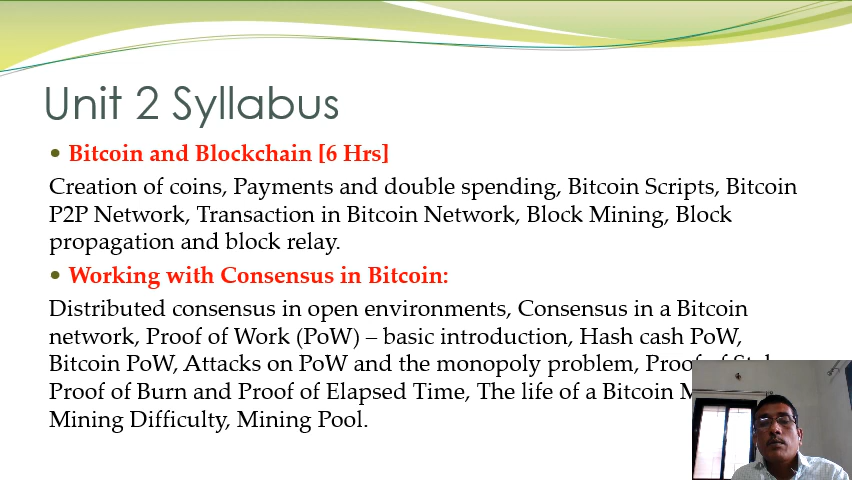 Unit 2 Syllabus
• Bitcoin and Blockchain [6 Hrs]
Creation of coins, Payments and double spending, Bitcoin Scripts, Bitcoin
P2P Network, Transaction in Bitcoin Network, Block Mining, Block
propagation and block relay.
• Working with Consensus in Bitcoin:
Distributed consensus in open environments, Consensus in a Bitcoin
network, Proof of Work (PoW) – basic introduction, Hash cash PoW,
Bitcoin PoW, Attacks on PoW and the monopoly problem, Proof of
Proof of Burn and Proof of Elapsed Time, The life of a Bitcoin
Mining Difficulty, Mining Pool.